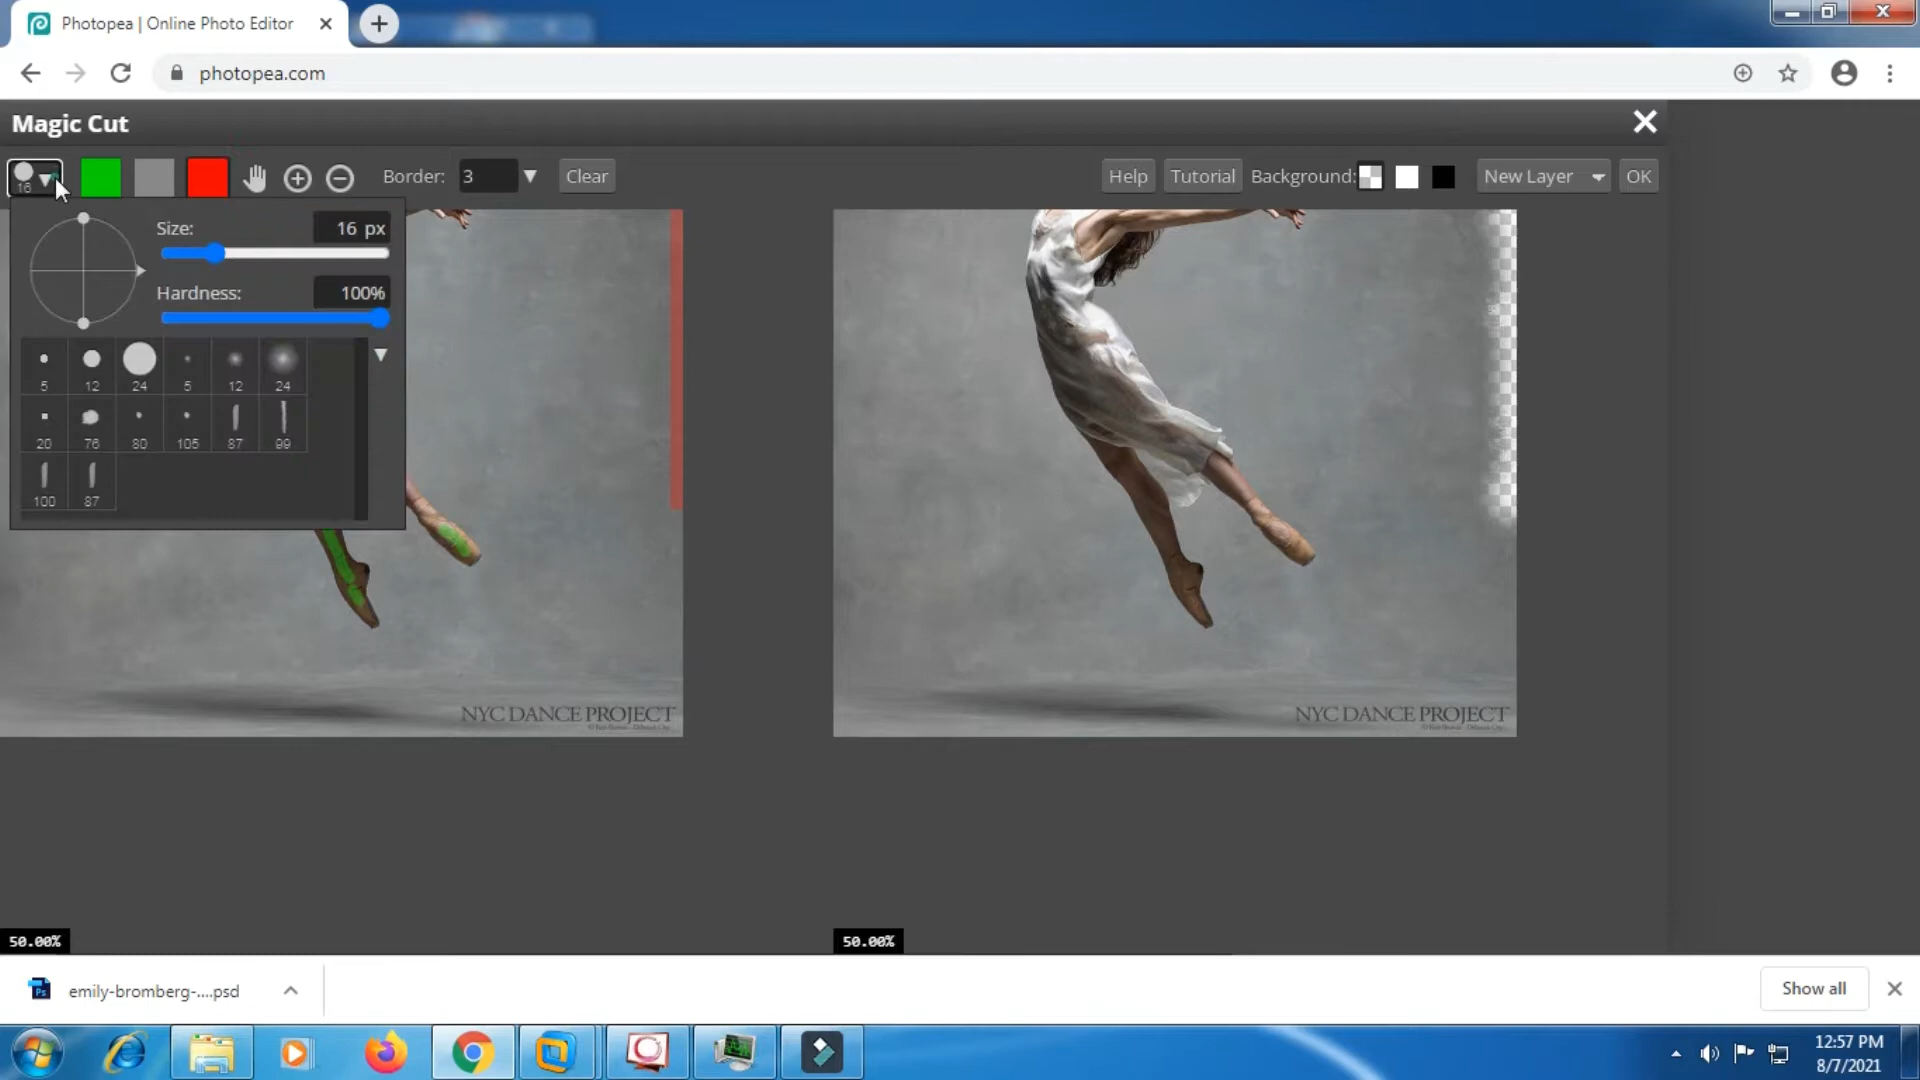 Photopea | Online Photo Editor
photopea.com
Magic Cut
16
Border: 3
Clear
Help
Tutorial
Background:
New Layer
OK
Size: 16 px
Hardness: 100%
5 12 24 5 12 24
20 76 80 105 87 99
100 87
NYC DANCE PROJECT
NYC DANCE PROJECT
50.00%
50.00%
emily-bromberg-....psd
Show all
12:57 PM
8/7/2021